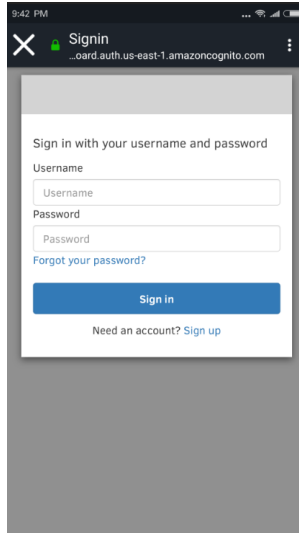 9:42 PM ...
Signin
...oard.auth.us-east-1.amazoncognito.com
Sign in with your username and password
Username
Username
Password
Password
Forgot your password?
Sign in
Need an account? Sign up